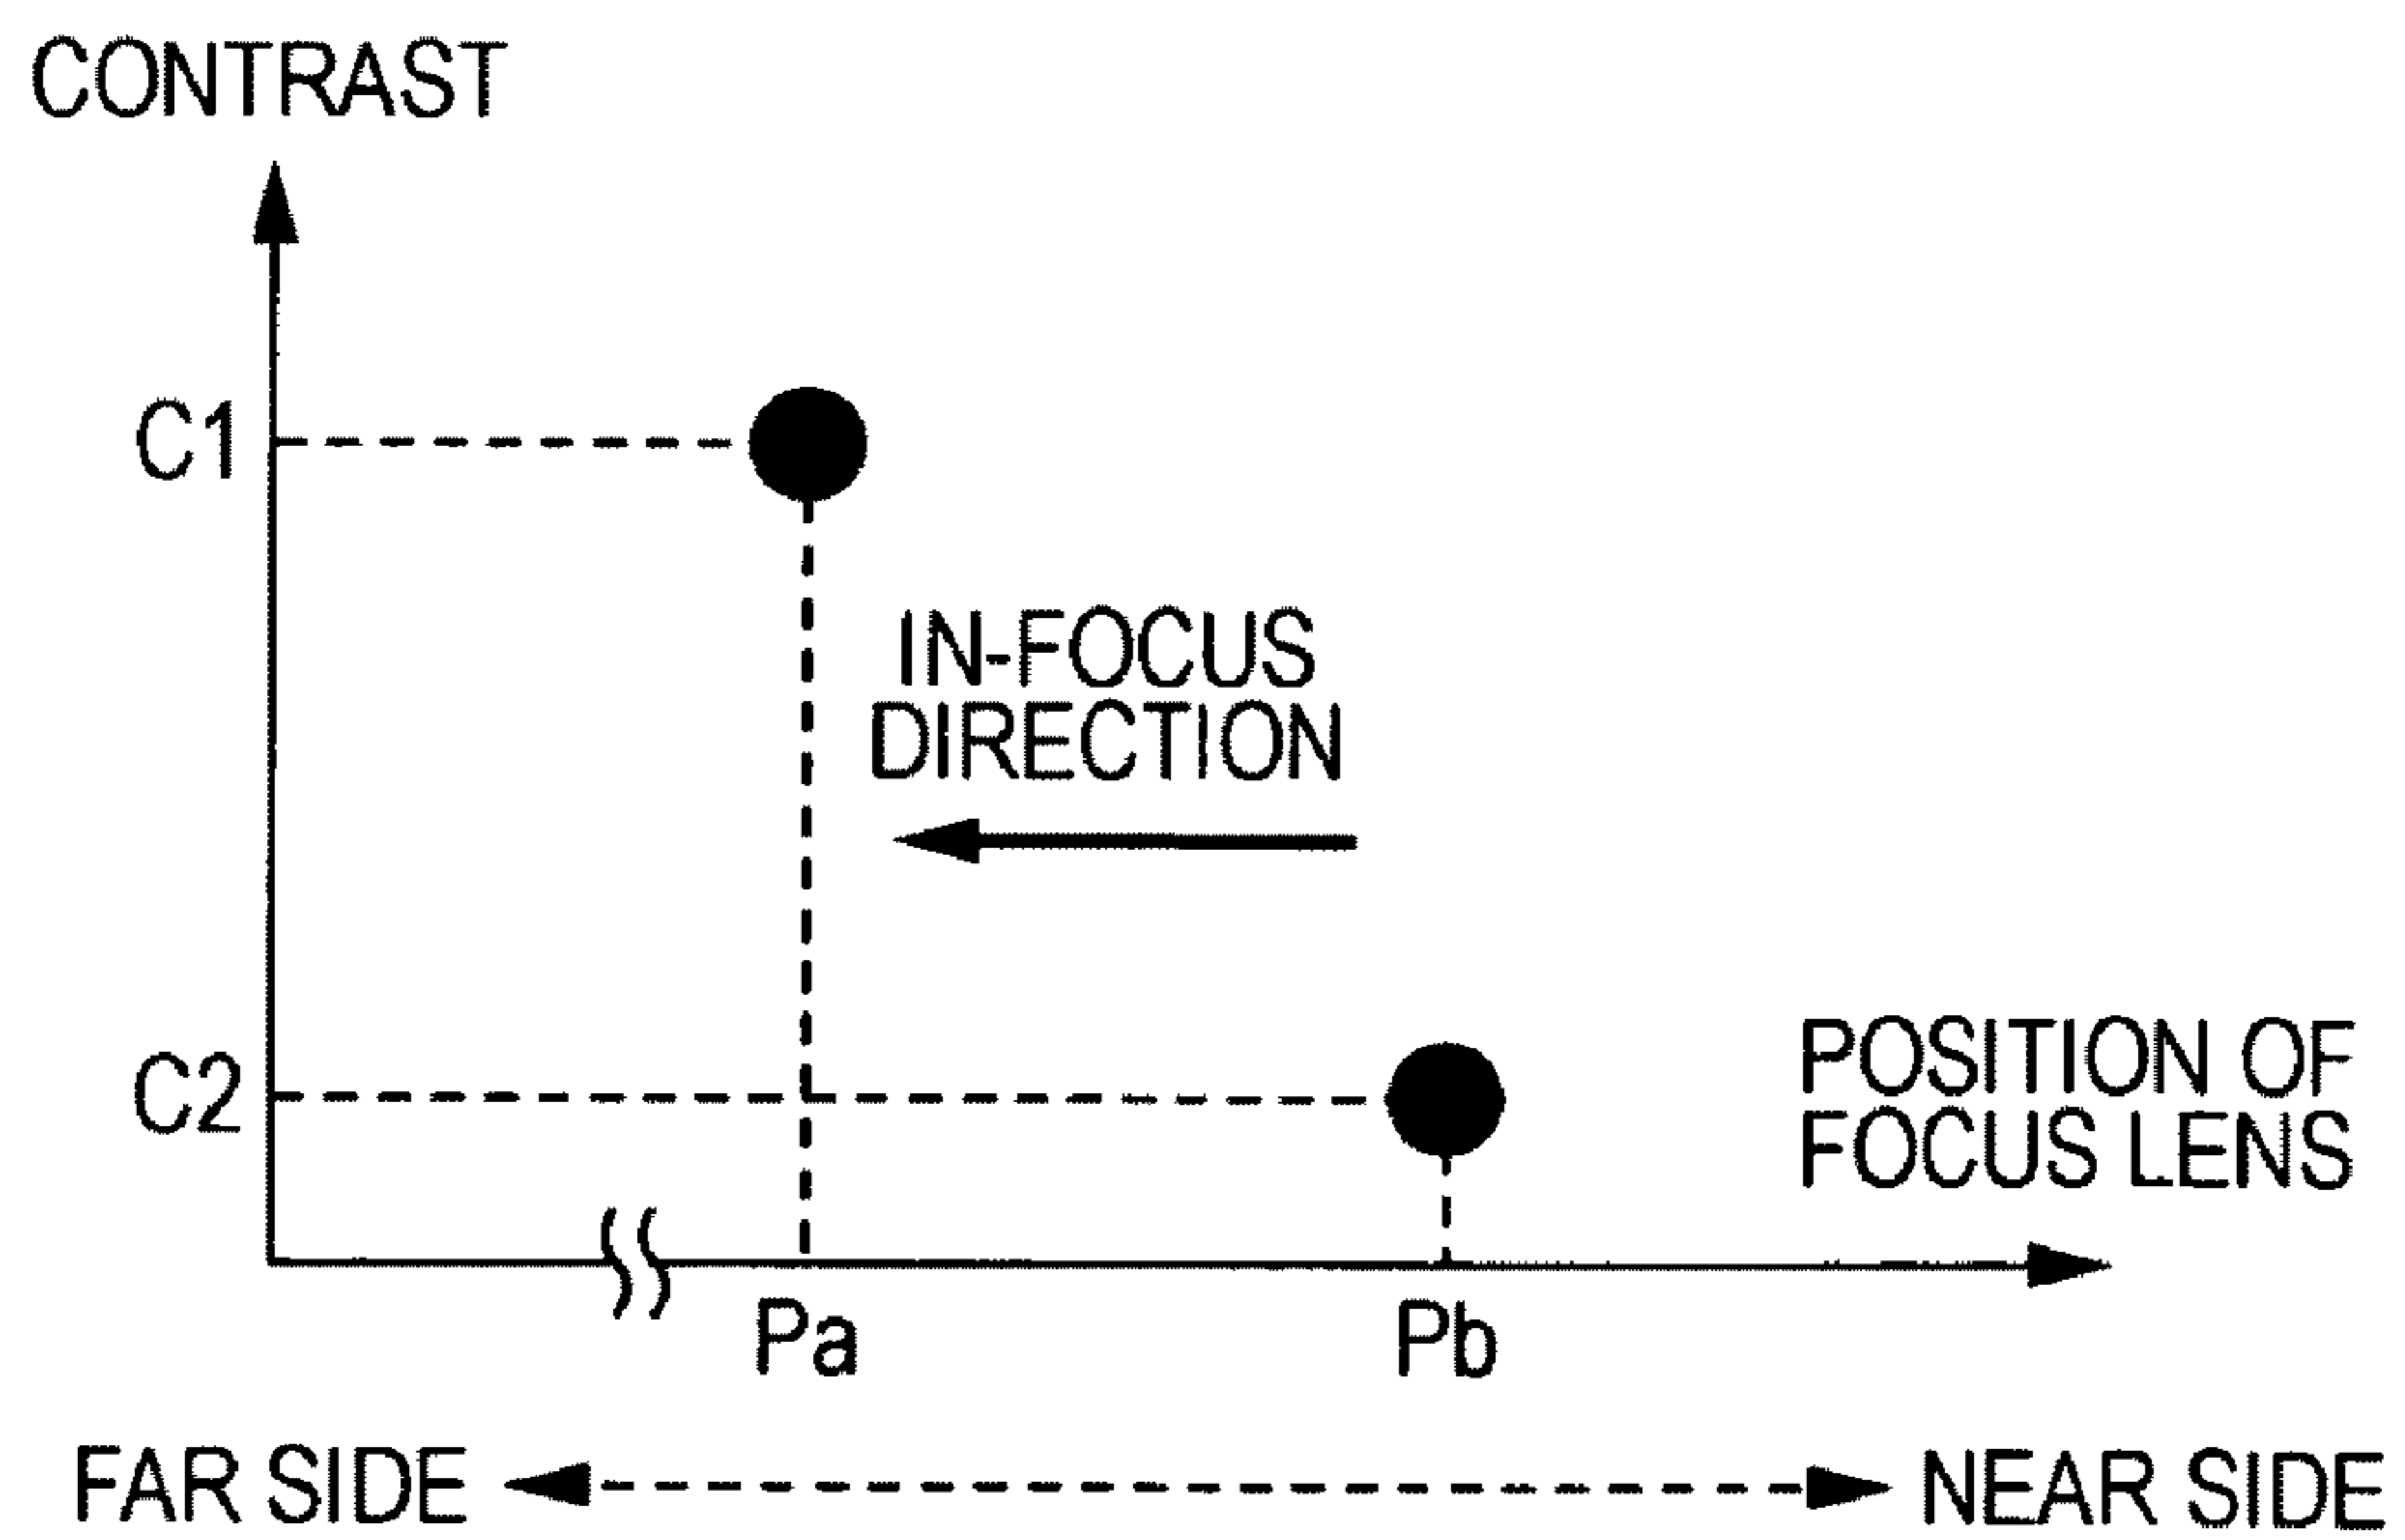 CONTRAST
C1
IN-FOCUS
DIRECTION
C2
POSITION OF
FOCUS LENS
Pa
Pb
FAR SIDE
NEAR SIDE